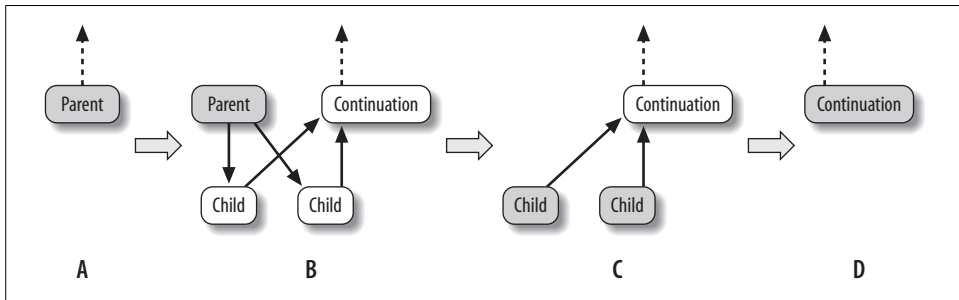 Parent
Parent
Continuation
Continuation
Continuation
Child
Child
Child
Child
A
B
C
D